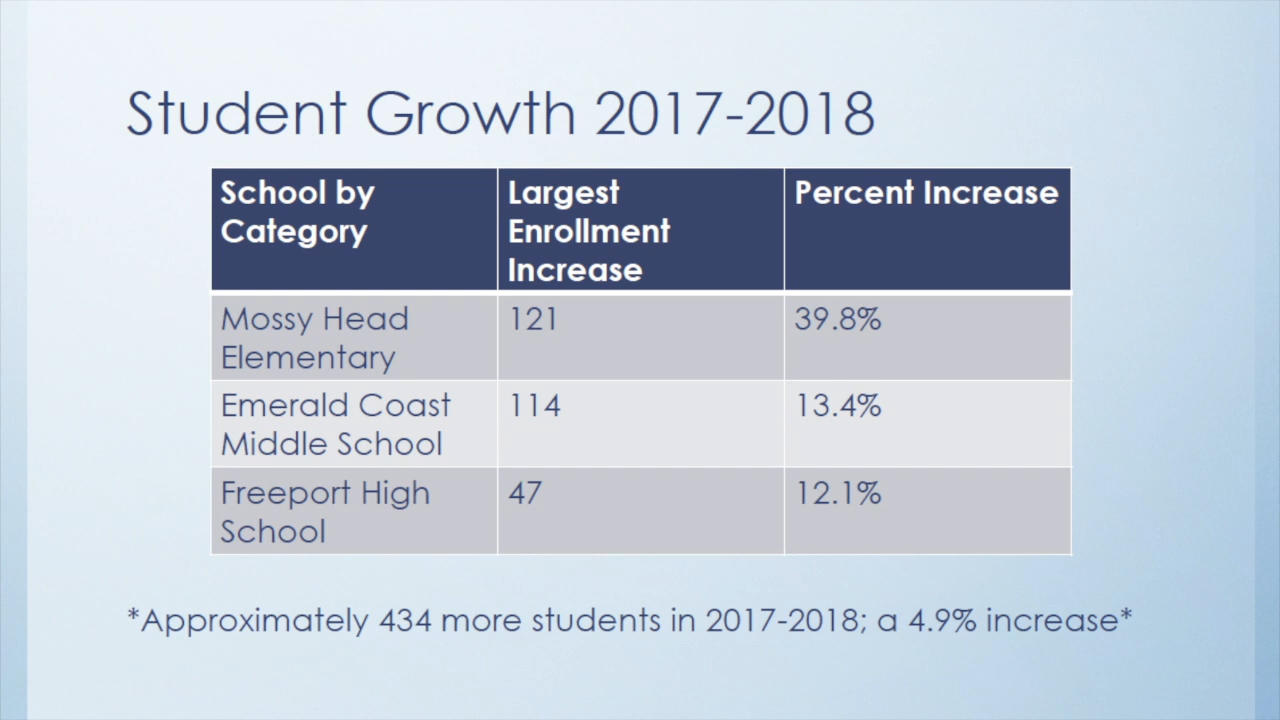 Student Growth 2017-2018
School by
Category
Largest
Enrollment
Increase
Percent Increase
Mossy Head
Elementary
121
39.8%
Emerald Coast
Middle School
114
13.4%
Freeport High
School
47
12.1%
*Approximately 434 more students in 2017-2018; a 4.9% increase*